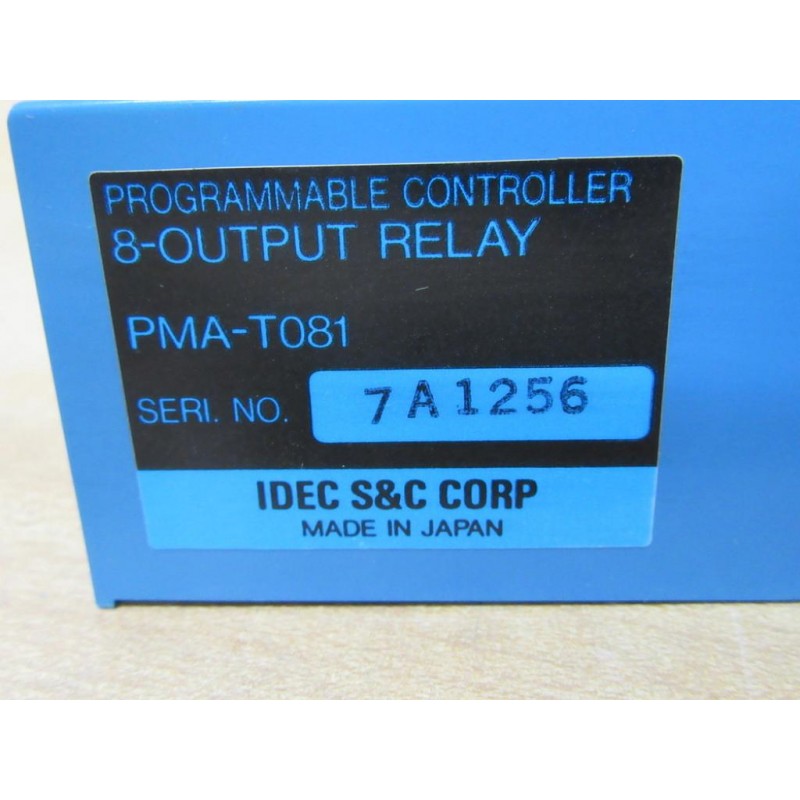 PROGRAMMABLE CONTROLLER
8-OUTPUT RELAY
PMA-T081
SERI. NO. 7A1256
IDEC S&C CORP
MADE IN JAPAN